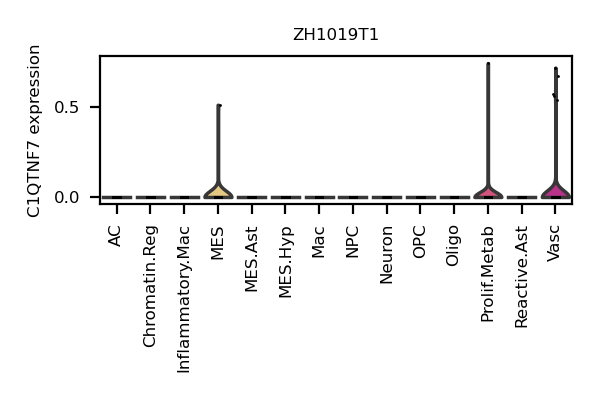 ZH1019T1
C1QTNF7 expression
0.5
0.0
AC
Chromatin.Reg
Inflammatory.Mac
MES
MES.Ast
MES.Hyp
Mac
NPC
Neuron
OPC
Oligo
Prolif.Metab
Reactive.Ast
Vasc